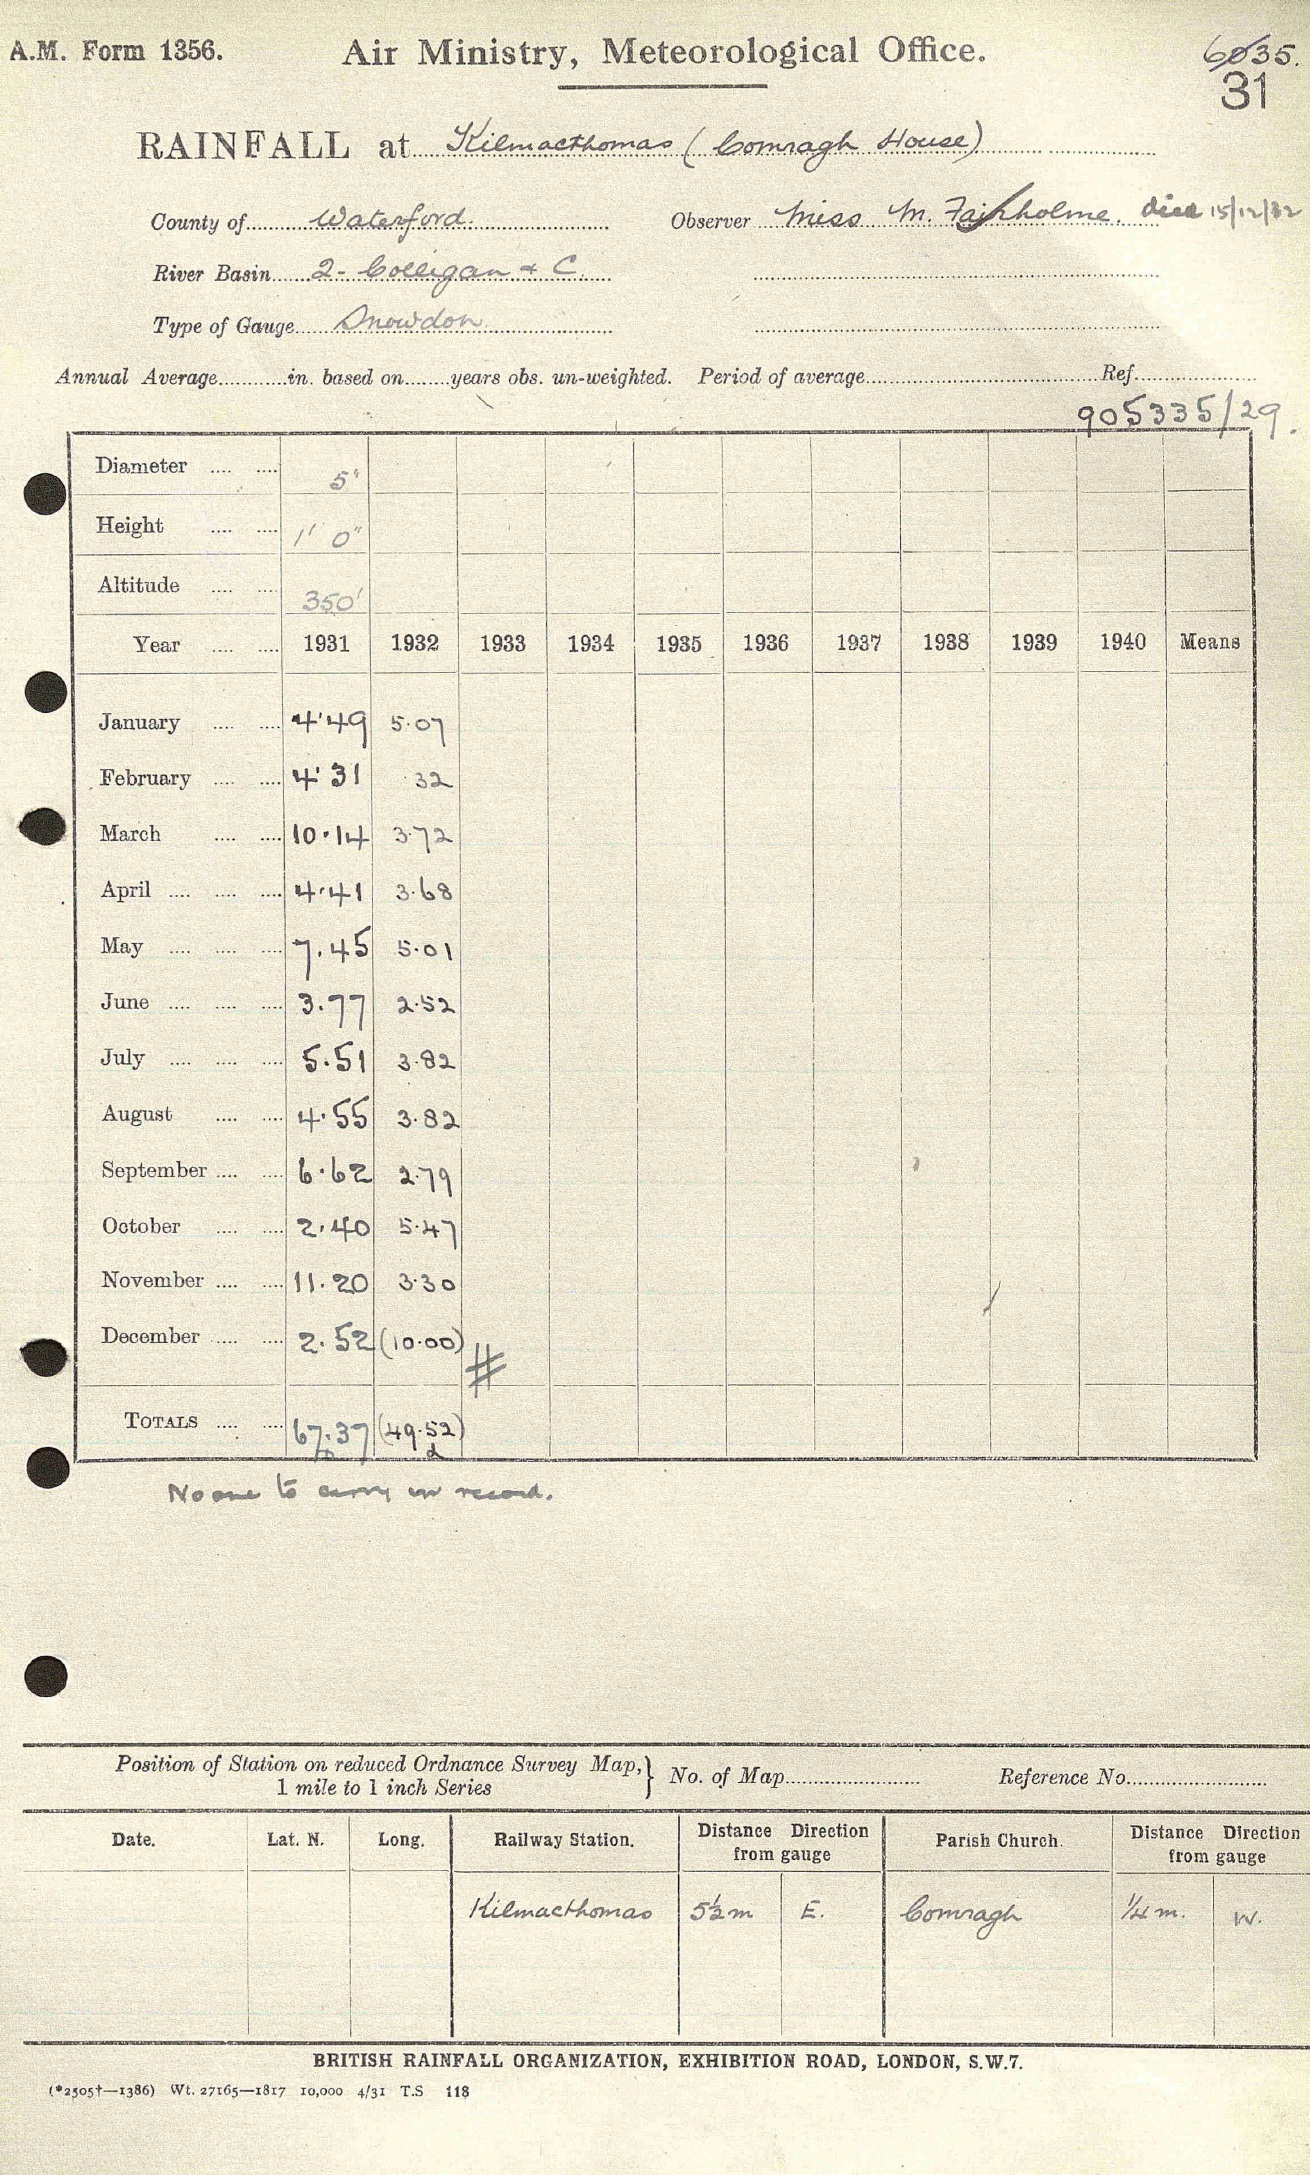 A.M. Form 1356. Air Ministry, Meteorological Office. 6035.
31
RAINFALL at Kilmacthomas (Comragh House)
County of Waterford. Observer Miss M. Fairholme. died 15/12/32
River Basin 2- Colligan & C.
Type of Gauge Snowdon
Annual Average in. based on years obs. un-weighted. Period of average Ref.
905335/29.
Diameter 5"
Height 1' 0"
Altitude 350'
Year 1931 1932 1933 1934 1935 1936 1937 1938 1939 1940 Means
January 4.49 5.07
February 4.31 .32
March 10.14 3.72
April 4.41 3.68
May 7.45 5.01
June 3.77 2.52
July 5.51 3.82
August 4.55 3.82
September 6.62 2.79
October 2.40 5.47
November 11.20 3.30
December 2.52 (10.00)
TOTALS 67.37 (49.52)
No one to carry on record.
Position of Station on reduced Ordnance Survey Map, } No. of Map Reference No.
1 mile to 1 inch Series
Date. Lat. N. Long. Railway Station. Distance Direction from gauge Parish Church. Distance Direction from gauge
Kilmacthomas 5½ m E. Comragh ¼ m. W.
BRITISH RAINFALL ORGANIZATION, EXHIBITION ROAD, LONDON, S.W.7.
(*2505†—1386) Wt. 27165—1817 10,000 4/31 T.S 118